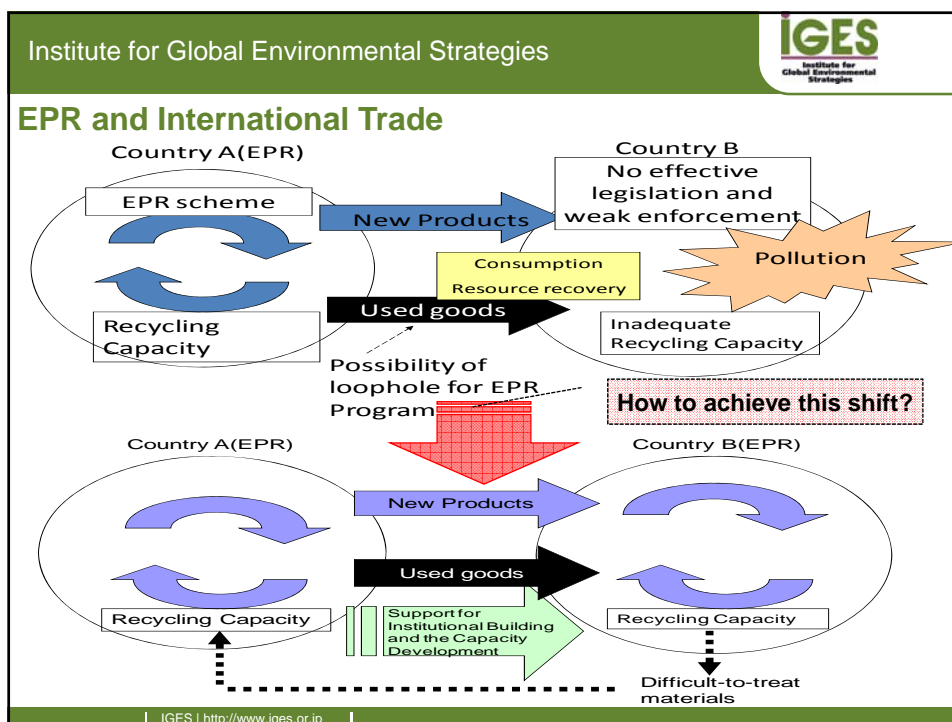 Institute for Global Environmental Strategies
iGES
Institute for
Global Environmental
Strategies
EPR and International Trade
Country A(EPR)
Country B
EPR scheme
No effective
legislation and
weak enforcement
New Products
Pollution
Consumption
Resource recovery
Used goods
Recycling
Capacity
Inadequate
Recycling Capacity
Possibility of
loophole for EPR
Program
How to achieve this shift?
Country A(EPR)
Country B(EPR)
New Products
Used goods
Recycling Capacity
Support for
Institutional Building
and the Capacity
Development
Recycling Capacity
Difficult-to-treat
materials
IGES | http://www.iges.or.jp